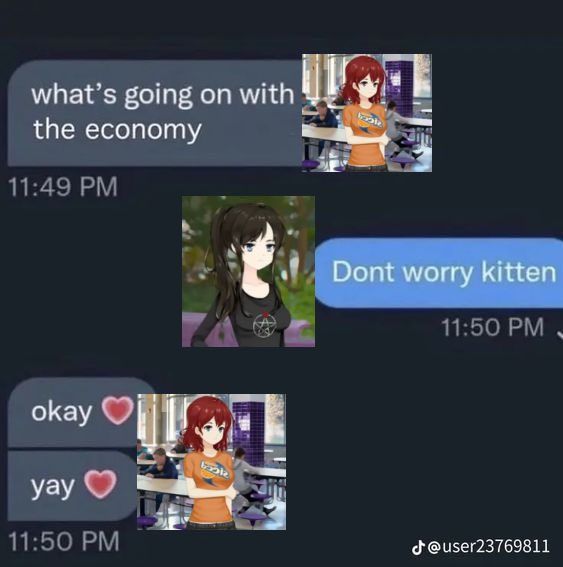 what's going on with
the economy
11:49 PM
Dont worry kitten
11:50 PM
okay
yay
11:50 PM
@user23769811